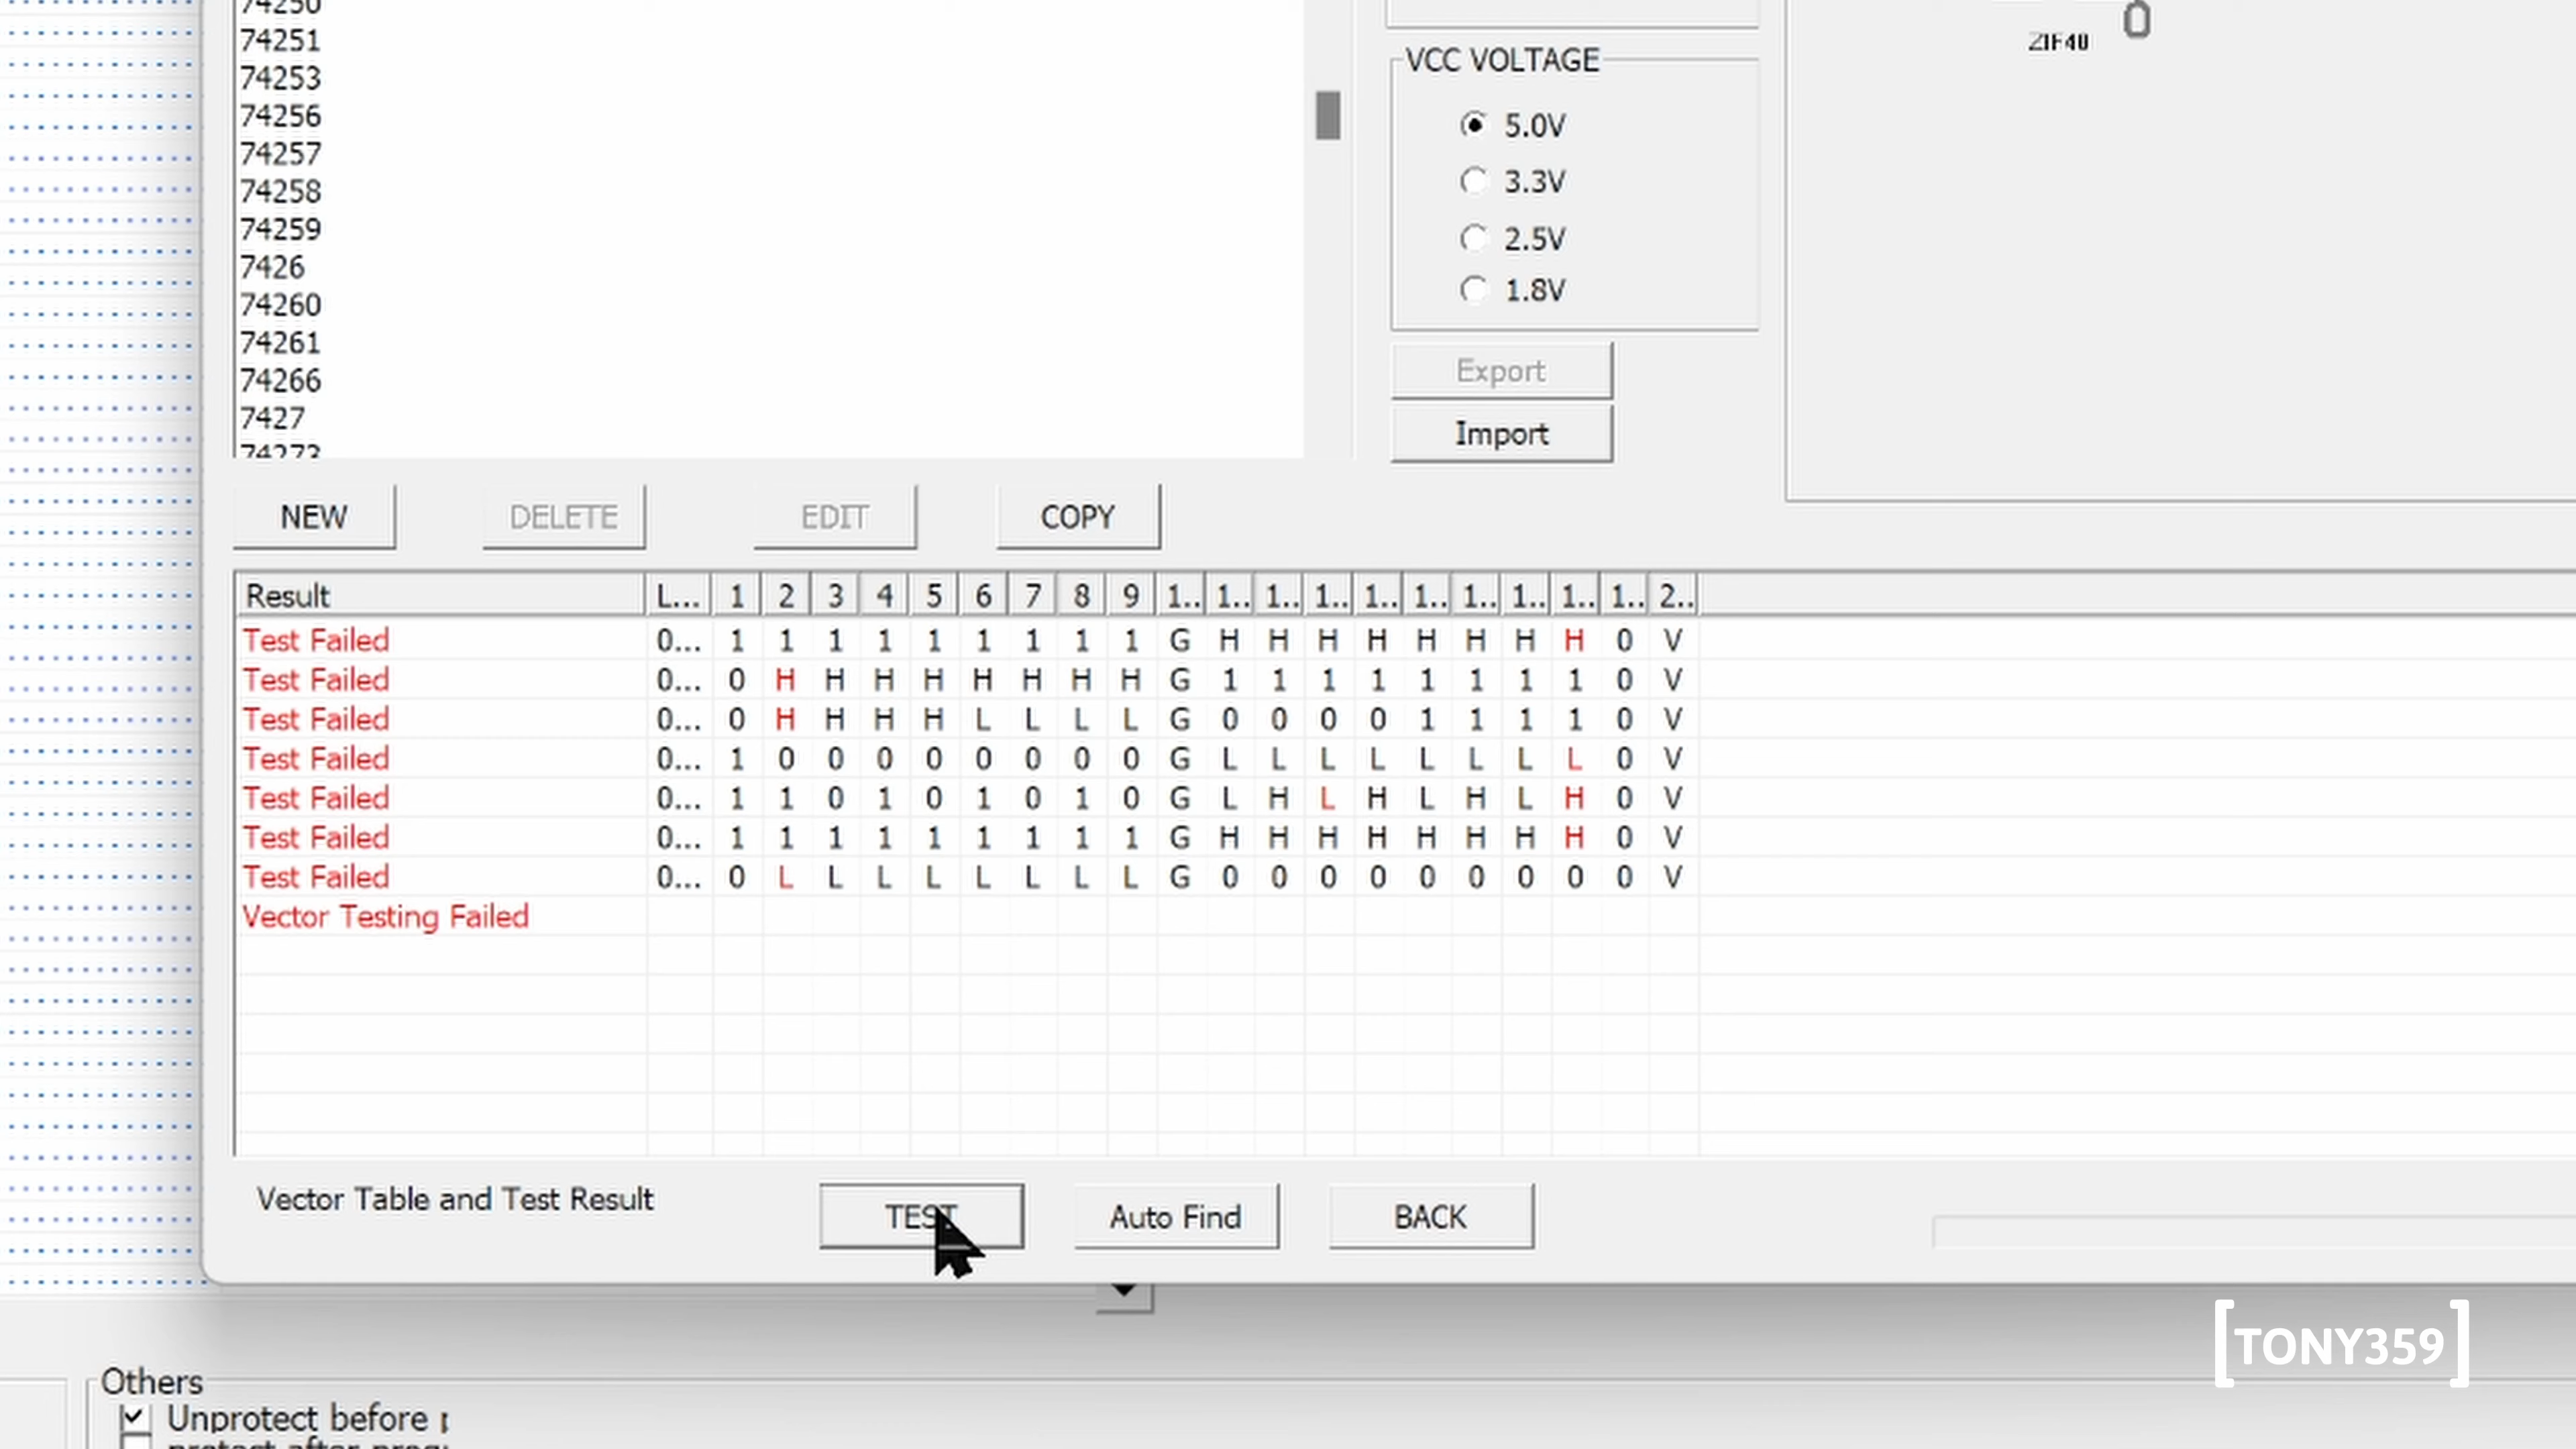 74250
74251
74253
74256
74257
74258
74259
7426
74260
74261
74266
7427
74273
VCC VOLTAGE
5.0V
3.3V
2.5V
1.8V
Export
Import
ZIF40
NEW DELETE EDIT COPY
Result L... 1 2 3 4 5 6 7 8 9 1.. 1.. 1.. 1.. 1.. 1.. 1.. 1.. 1.. 1.. 2..
Test Failed 0... 1 1 1 1 1 1 1 1 1 G H H H H H H H H 0 V
Test Failed 0... 0 H H H H H H H H G 1 1 1 1 1 1 1 1 0 V
Test Failed 0... 0 H H H H L L L L G 0 0 0 0 1 1 1 1 0 V
Test Failed 0... 1 0 0 0 0 0 0 0 0 G L L L L L L L L 0 V
Test Failed 0... 1 1 0 1 0 1 0 1 0 G L H L H L H L H 0 V
Test Failed 0... 1 1 1 1 1 1 1 1 1 G H H H H H H H H 0 V
Test Failed 0... 0 L L L L L L L L G 0 0 0 0 0 0 0 0 0 V
Vector Testing Failed
Vector Table and Test Result
TEST Auto Find BACK
[TONY359]
Others
Unprotect before
protect after